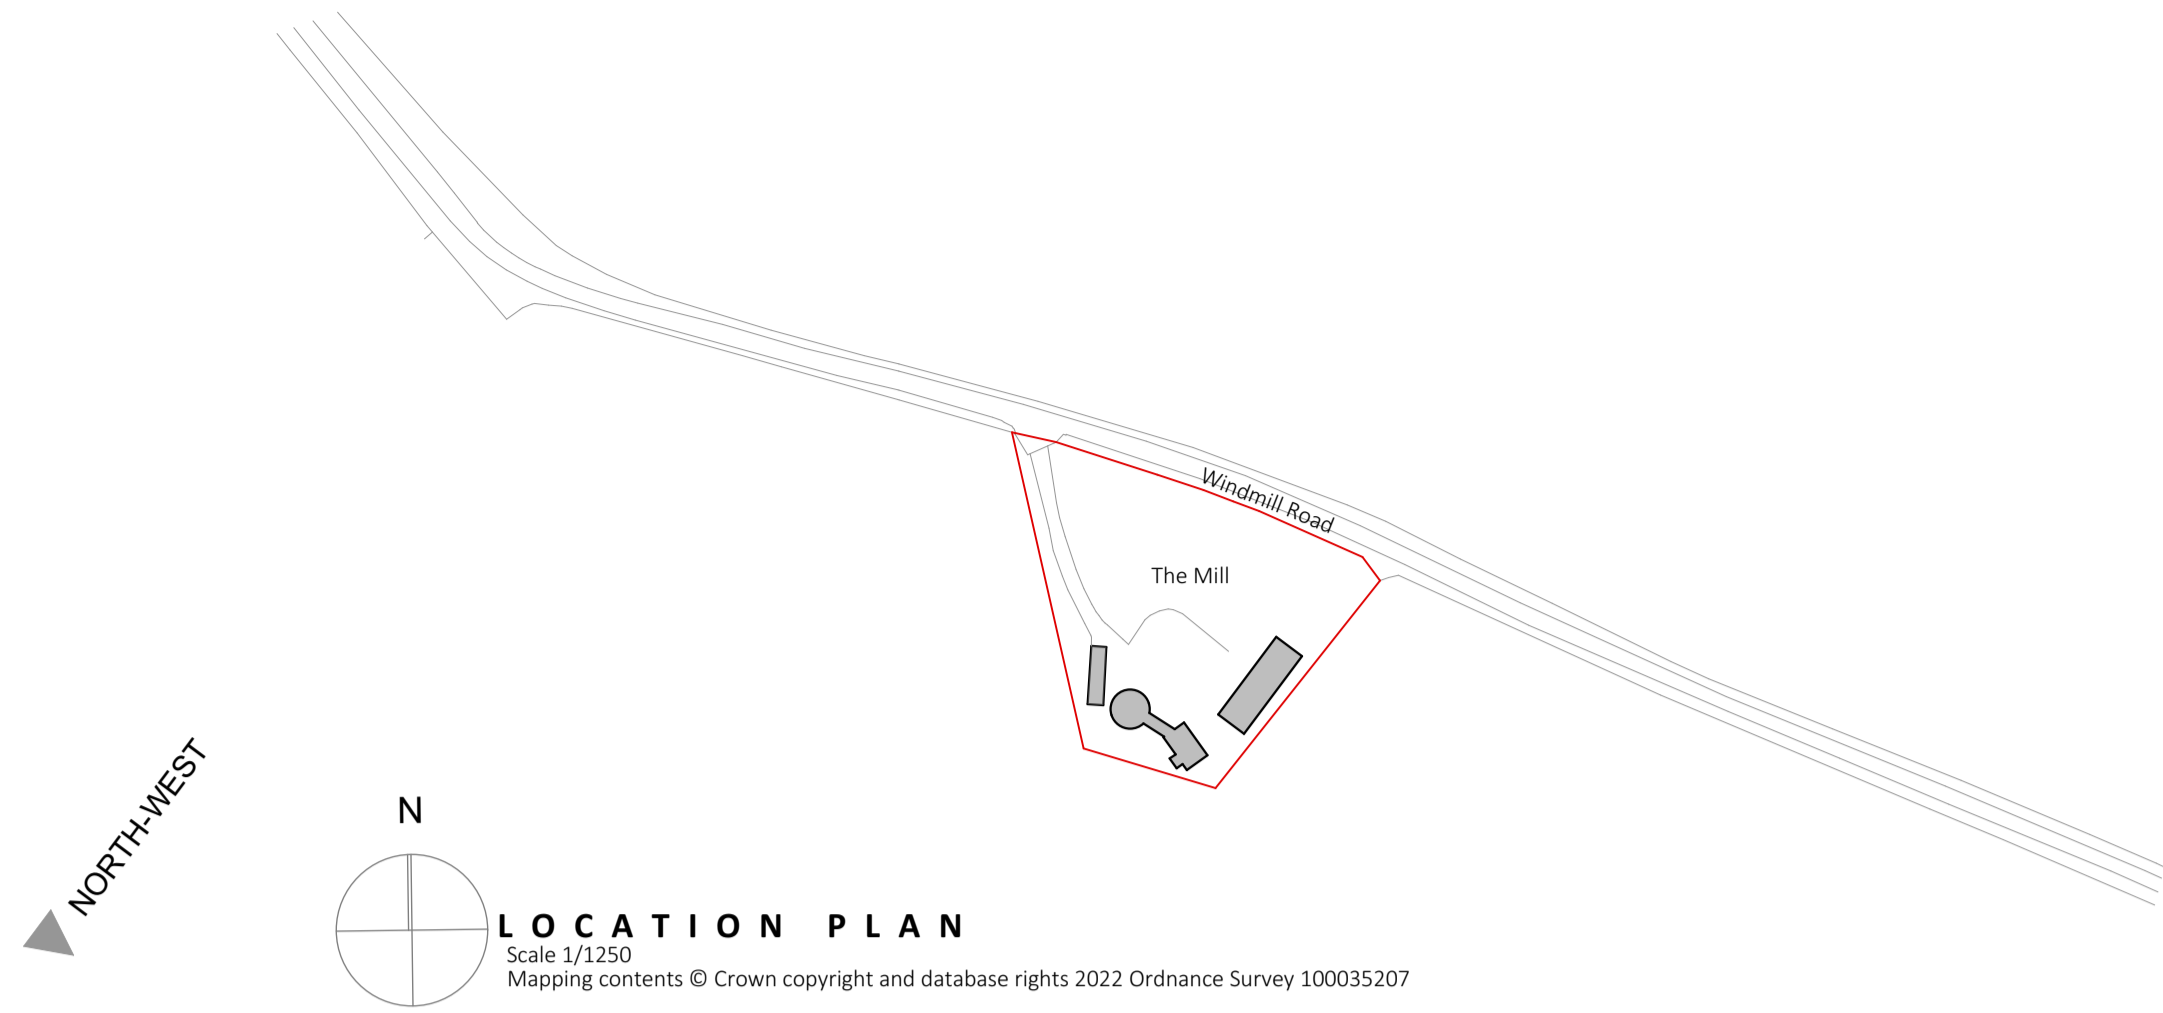 Windmill Road
The Mill
NORTH-WEST
N
LOCATION PLAN
Scale 1/1250
Mapping contents © Crown copyright and database rights 2022 Ordnance Survey 100035207